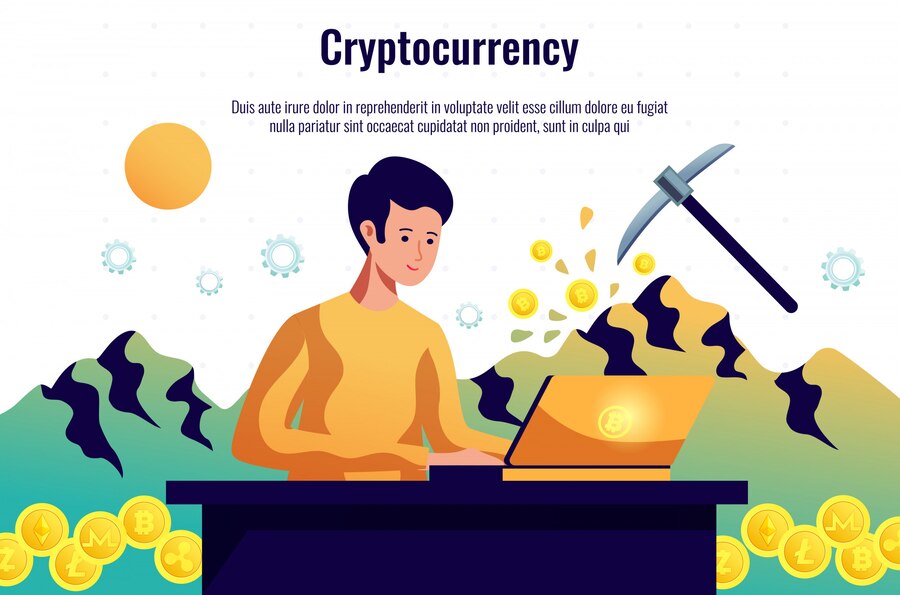 Cryptocurrency
Duis aute irure dolor in reprehenderit in voluptate velit esse cillum dolore eu fugiat
nulla pariatur sint occaecat cupidatat non proident, sunt in culpa qui